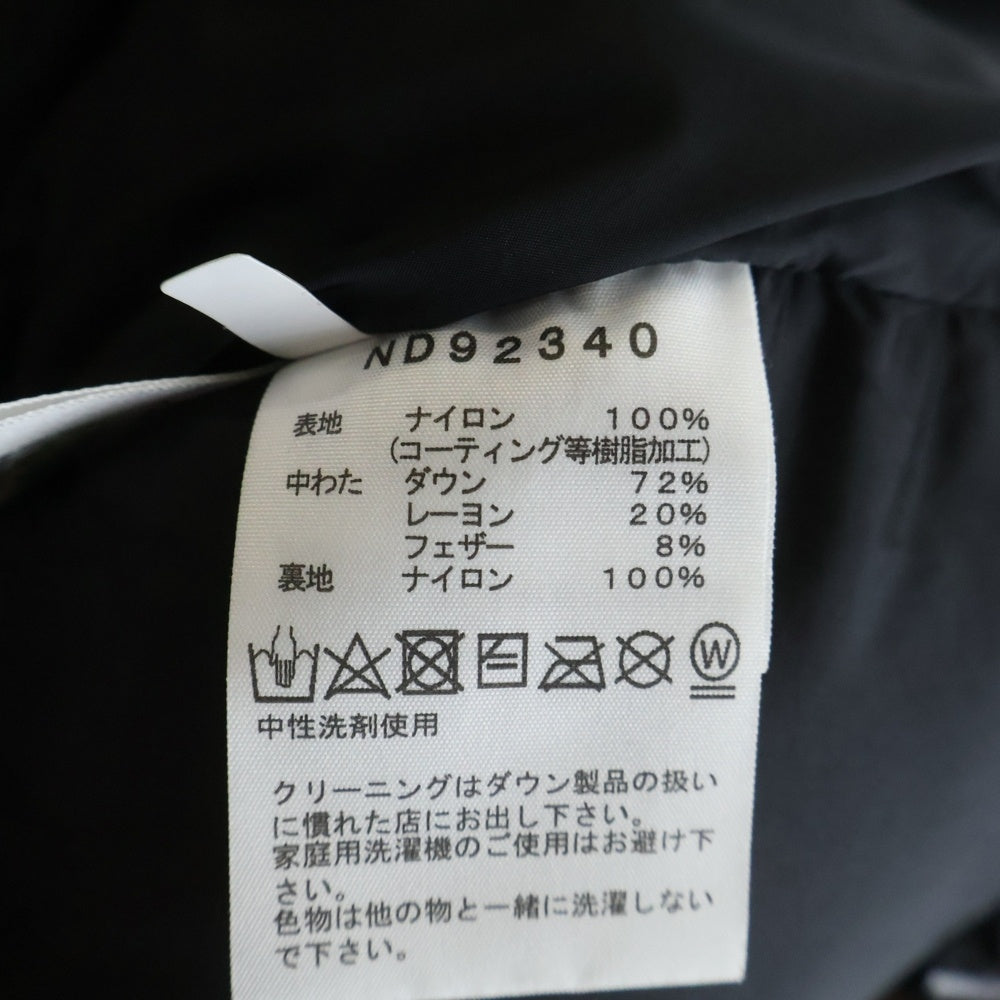 ND92340
表地 ナイロン 100%
(コーティング等樹脂加工)
中わた ダウン 72%
レーヨン 20%
フェザー 8%
裏地 ナイロン 100%
W
中性洗剤使用
クリーニングはダウン製品の扱い
に慣れた店にお出し下さい。
家庭用洗濯機のご使用はお避け下
さい。
色物は他の物と一緒に洗濯しない
で下さい。